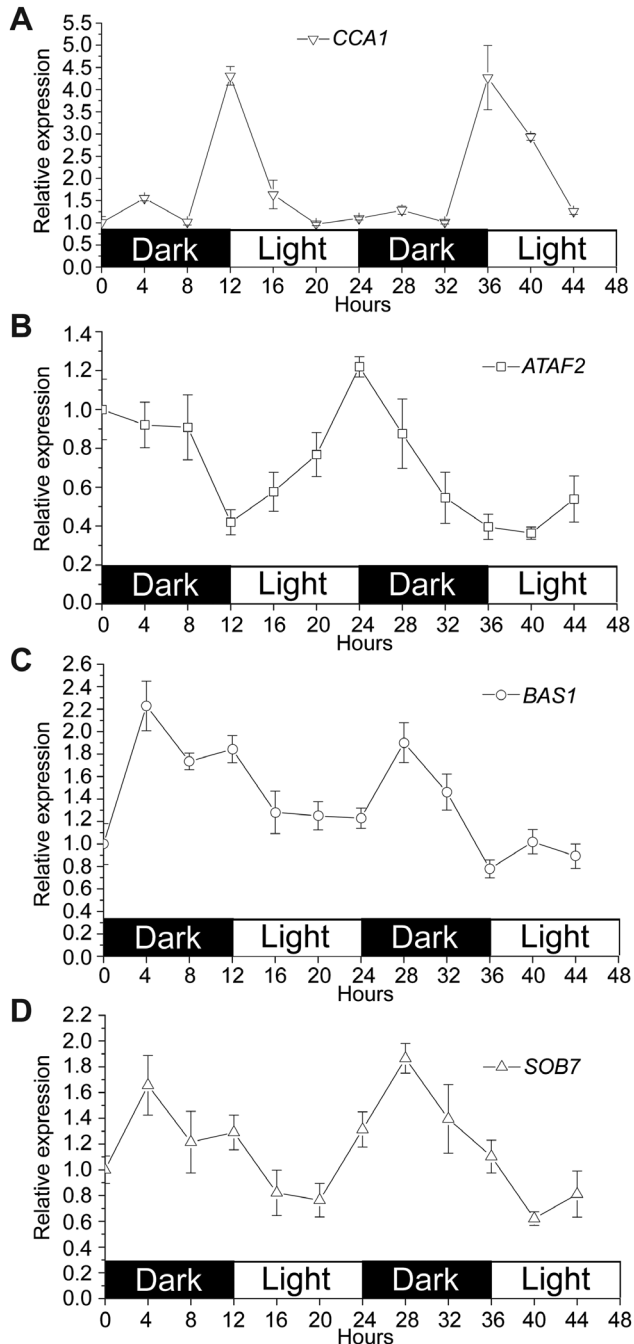 A
CCA1
Relative expression
5.5
5.0
4.5
4.0
3.5
3.0
2.5
2.0
1.5
1.0
0.5
0.0
Dark Light Dark Light
0 4 8 12 16 20 24 28 32 36 40 44 48
Hours
B
ATAF2
Relative expression
1.4
1.2
1.0
0.8
0.6
0.4
0.2
0.0
Dark Light Dark Light
0 4 8 12 16 20 24 28 32 36 40 44 48
C
BAS1
Relative expression
2.6
2.4
2.2
2.0
1.8
1.6
1.4
1.2
1.0
0.8
0.6
0.4
0.2
0.0
Dark Light Dark Light
0 4 8 12 16 20 24 28 32 36 40 44 48
Hours
D
SOB7
Relative expression
2.2
2.0
1.8
1.6
1.4
1.2
1.0
0.8
0.6
0.4
0.2
0.0
Dark Light Dark Light
0 4 8 12 16 20 24 28 32 36 40 44 48
Hours